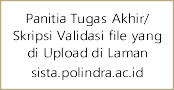 Panitia Tugas Akhir/
Skripsi Validasi file yang
di Upload di Laman
sista.polindra.ac.id